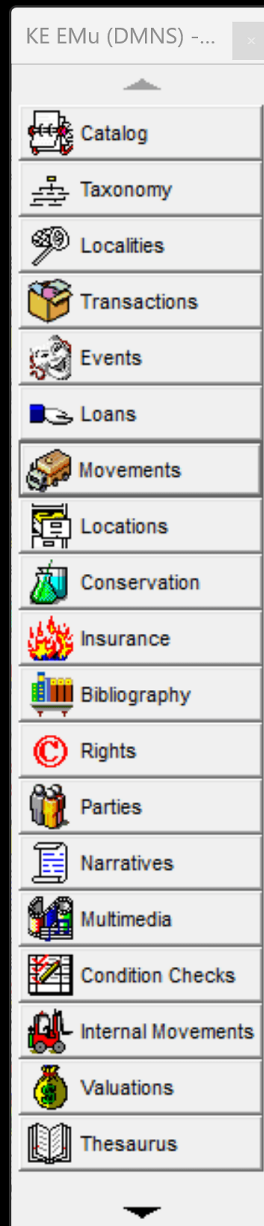 KE EMu (DMNS) -...
Catalog
Taxonomy
Localities
Transactions
Events
Loans
Movements
Locations
Conservation
Insurance
Bibliography
Rights
Parties
Narratives
Multimedia
Condition Checks
Internal Movements
Valuations
Thesaurus